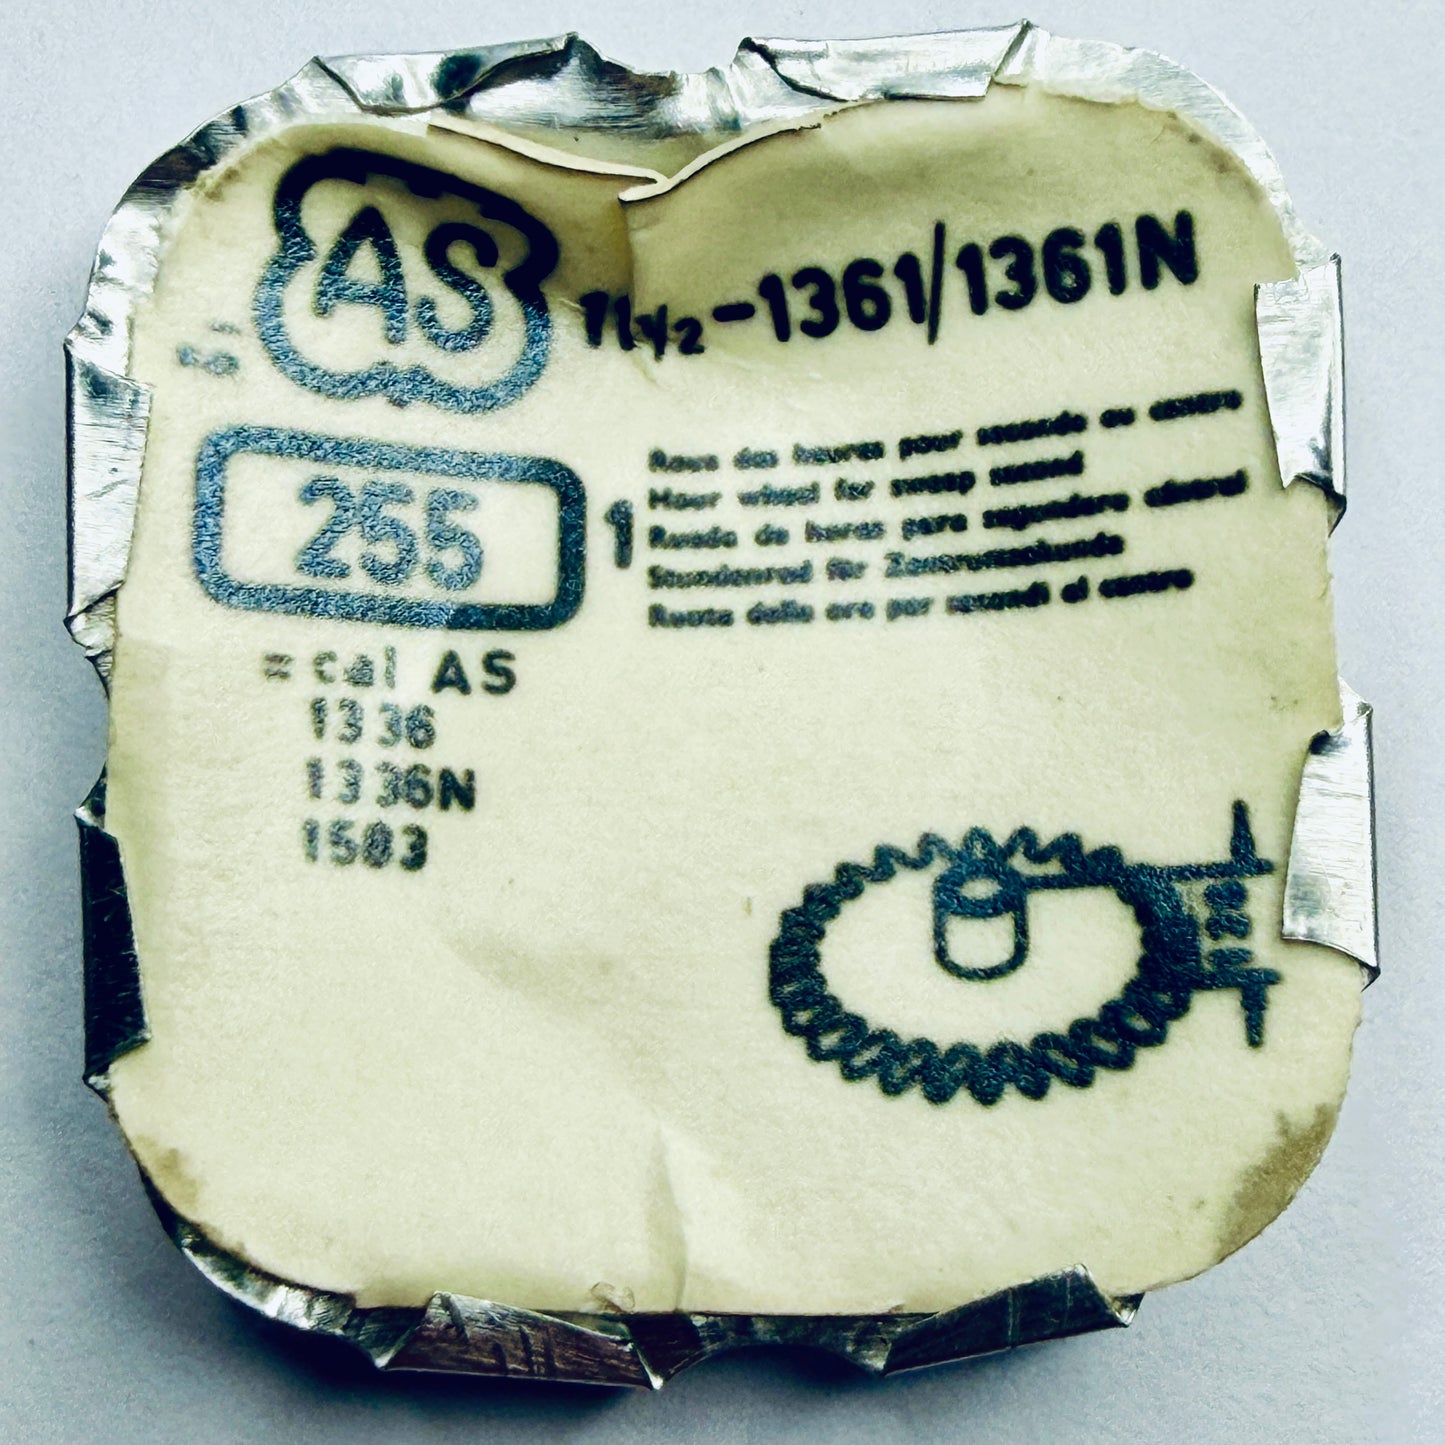 AS
11½-1361/1361N
255
1
Roue des heures pour seconde au centre
Hour wheel for sweep second
Rueda de horas para segundero central
Stundenrad für Zentrumsekunde
Ruota delle ore per secondi al centro
= cal AS
1336
1336N
1503